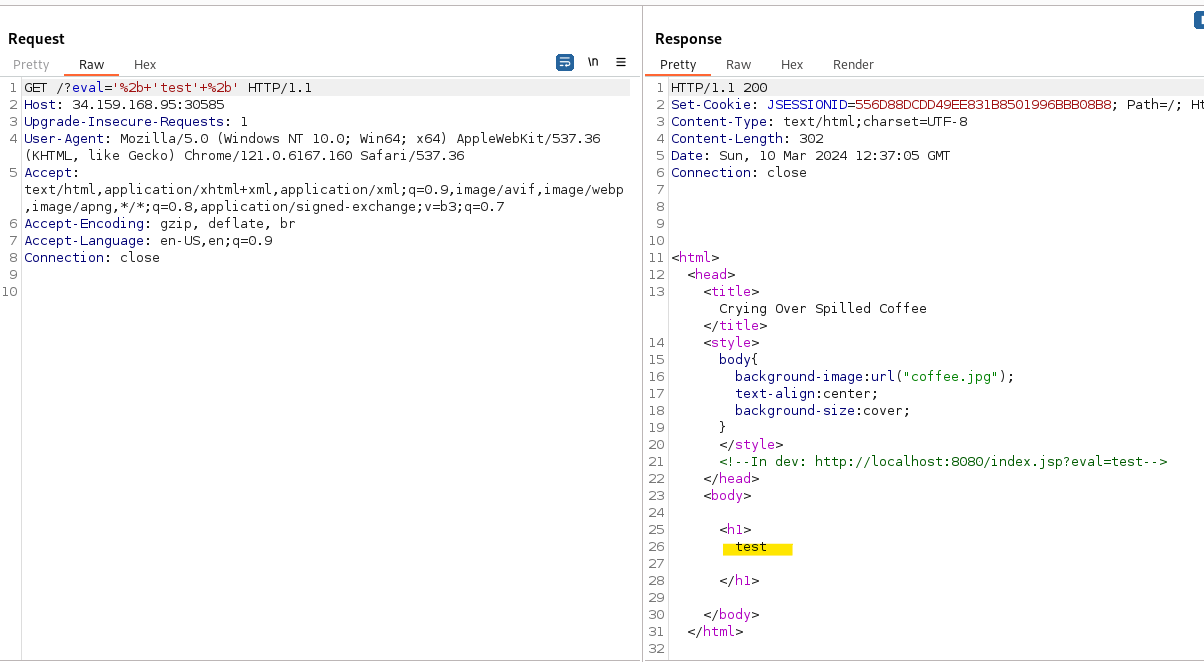 Request
Pretty Raw Hex
\n
1 GET /?eval='%2b+'test'+%2b' HTTP/1.1
2 Host: 34.159.168.95:30585
3 Upgrade-Insecure-Requests: 1
4 User-Agent: Mozilla/5.0 (Windows NT 10.0; Win64; x64) AppleWebKit/537.36
(KHTML, like Gecko) Chrome/121.0.6167.160 Safari/537.36
5 Accept:
text/html,application/xhtml+xml,application/xml;q=0.9,image/avif,image/webp
,image/apng,*/*;q=0.8,application/signed-exchange;v=b3;q=0.7
6 Accept-Encoding: gzip, deflate, br
7 Accept-Language: en-US,en;q=0.9
8 Connection: close
9
10
Response
Pretty Raw Hex Render
1 HTTP/1.1 200
2 Set-Cookie: JSESSIONID=556D88DCDD49EE831B8501996BBB08B8; Path=/; Ht
3 Content-Type: text/html;charset=UTF-8
4 Content-Length: 302
5 Date: Sun, 10 Mar 2024 12:37:05 GMT
6 Connection: close
7
8
9
10
11 <html>
12 <head>
13 <title>
Crying Over Spilled Coffee
</title>
14 <style>
15 body{
16 background-image:url("coffee.jpg");
17 text-align:center;
18 background-size:cover;
19 }
20 </style>
21 <!--In dev: http://localhost:8080/index.jsp?eval=test-->
22 </head>
23 <body>
24
25 <h1>
26 test
27
28 </h1>
29
30 </body>
31 </html>
32